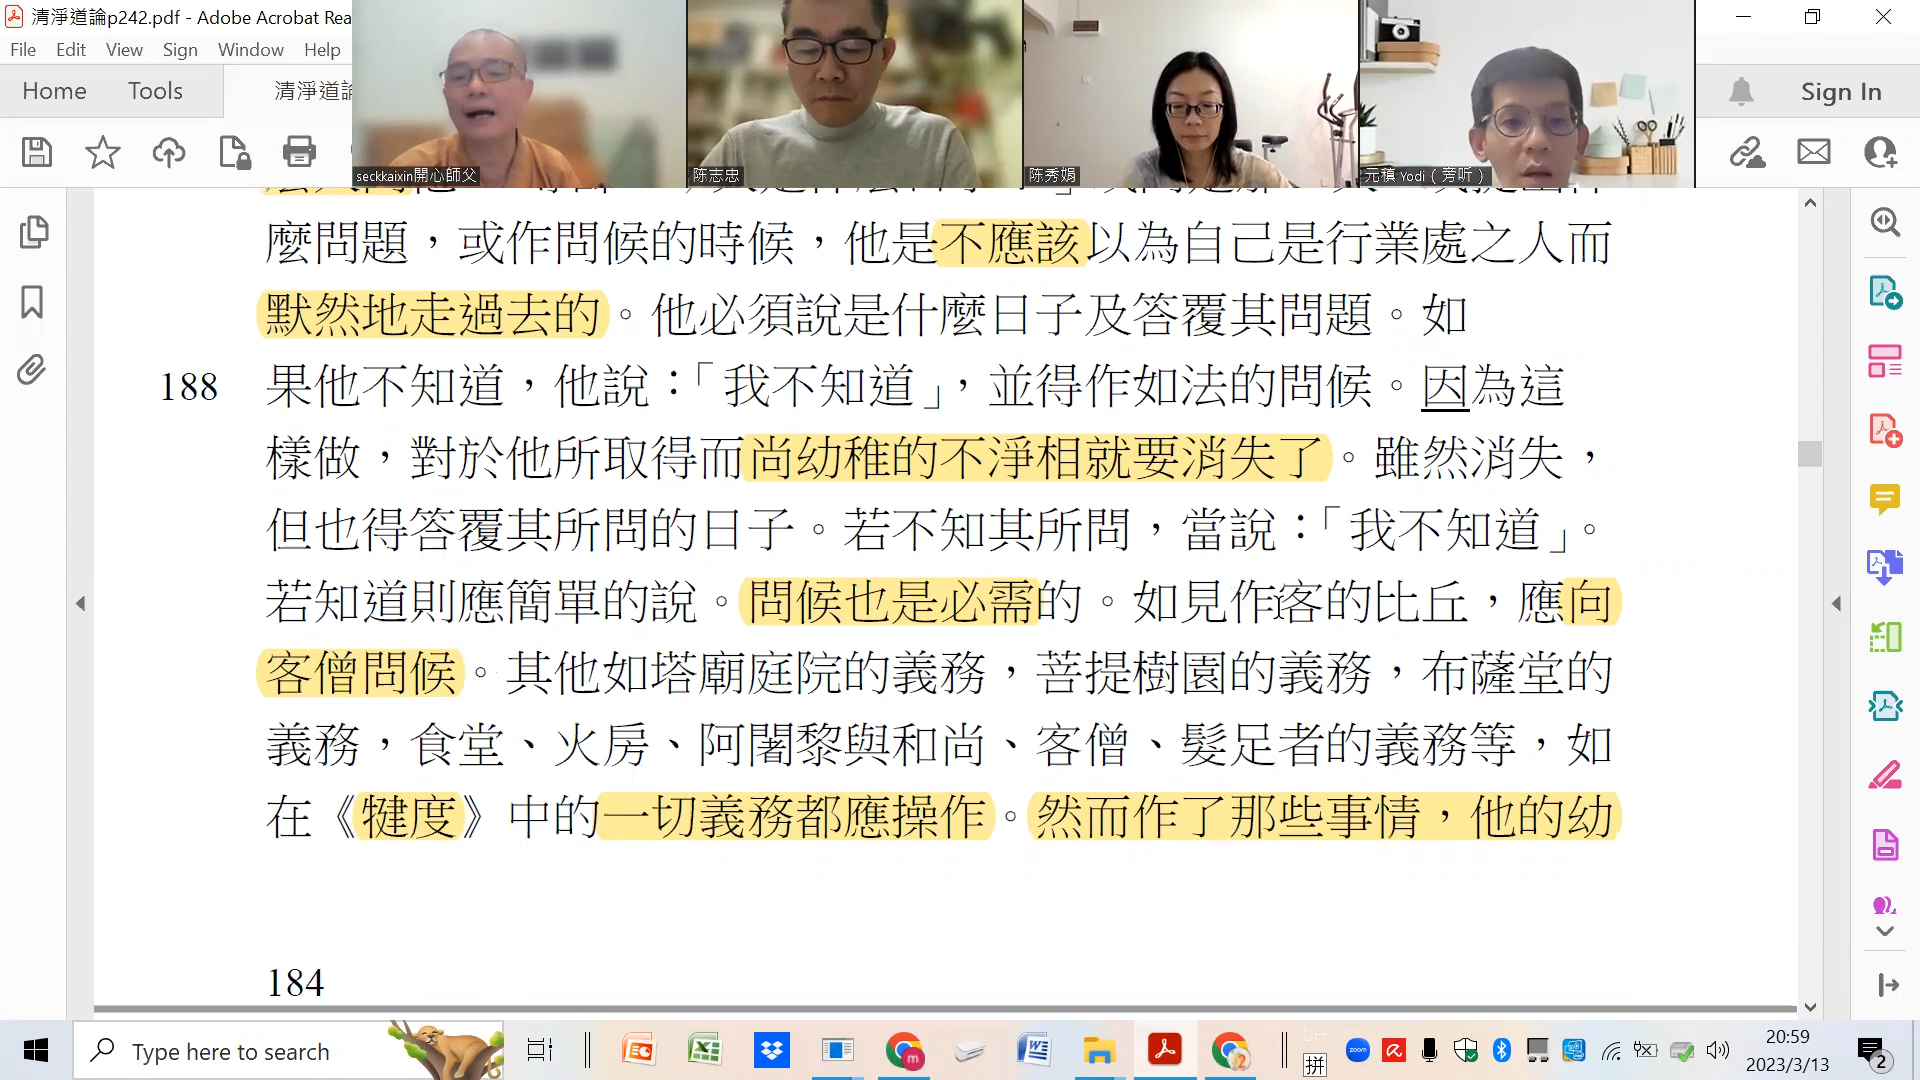 清淨道論p242.pdf - Adobe Acrobat Rea
File Edit View Sign Window Help
Home Tools 清淨道論
Sign In
seckkaixin開心師父
陈志忠
陈秀娟
元稹 Yodi（旁听）
麼問題，或作問候的時候，他是不應該以為自己是行業處之人而
默然地走過去的。他必須說是什麼日子及答覆其問題。如
188 果他不知道，他說：「我不知道」，並得作如法的問候。因為這
樣做，對於他所取得而尚幼稚的不淨相就要消失了。雖然消失，
但也得答覆其所問的日子。若不知其所問，當說：「我不知道」。
若知道則應簡單的說。問候也是必需的。如見作客的比丘，應向
客僧問候。其他如塔廟庭院的義務，菩提樹園的義務，布薩堂的
義務，食堂、火房、阿闍黎與和尚、客僧、髮足者的義務等，如
在《犍度》中的一切義務都應操作。然而作了那些事情，他的幼
184
Type here to search
拼
zoom
20:59
2023/3/13
2